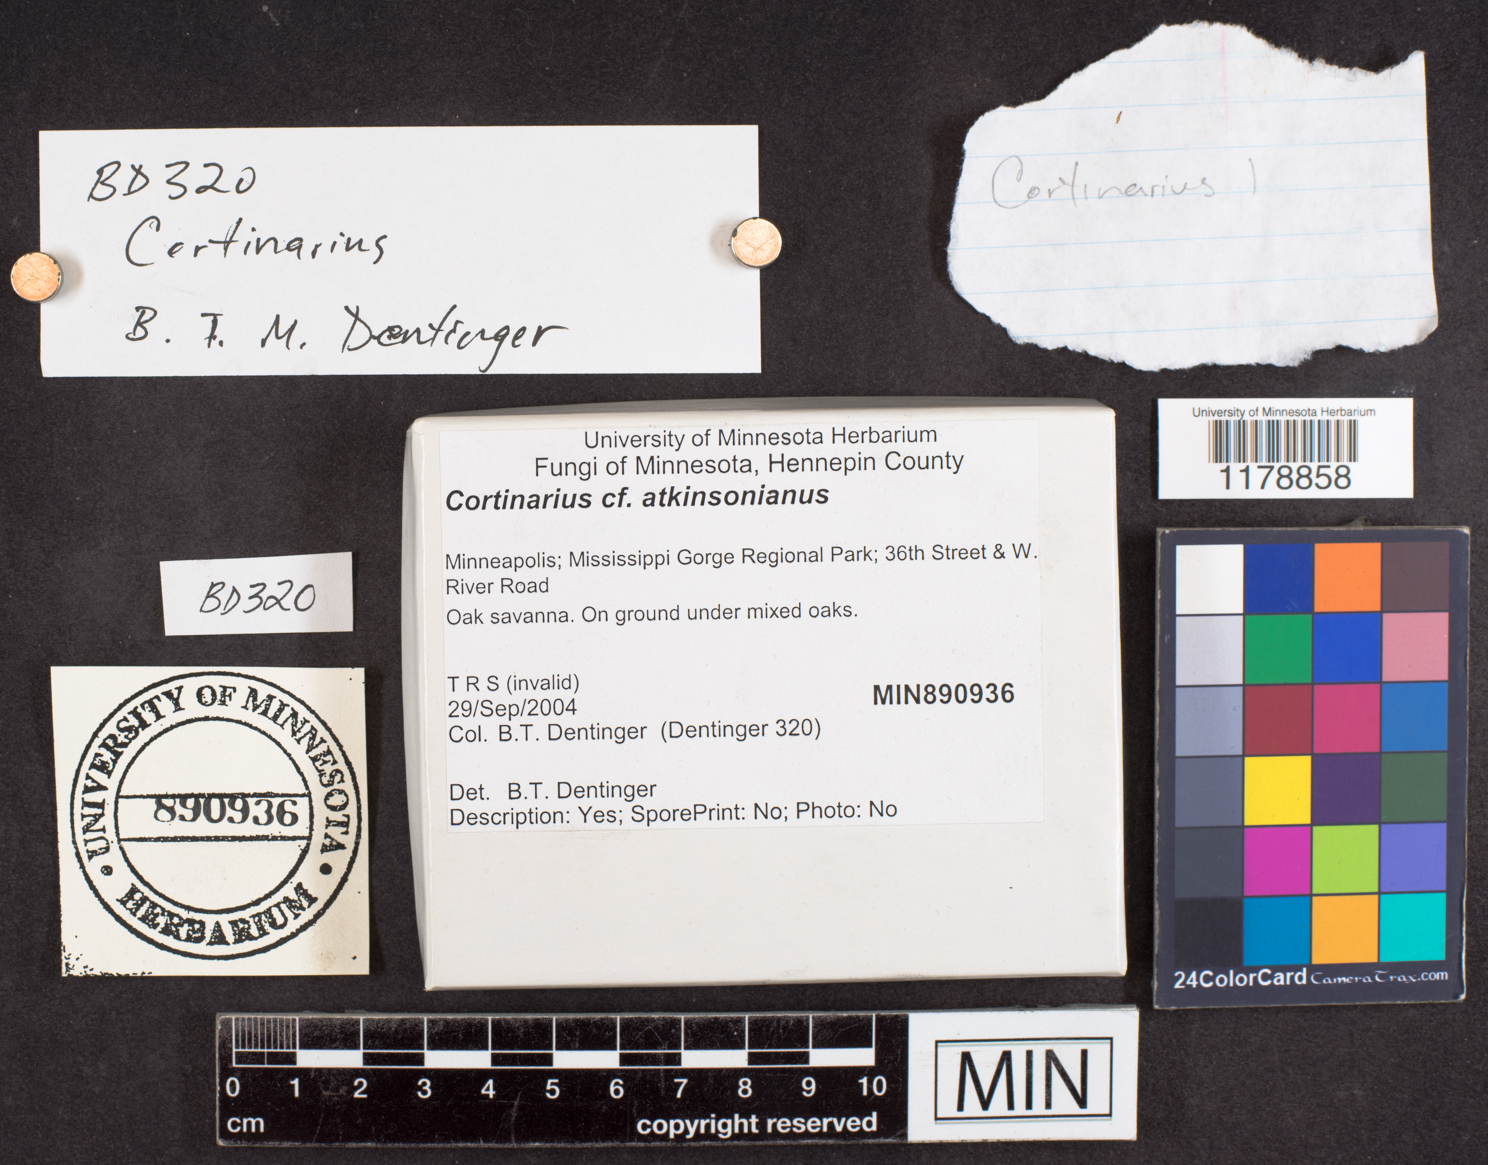 BD320
Cortinarius
B. T. M. Dentinger
Cortinarius 1
University of Minnesota Herbarium
1178858
University of Minnesota Herbarium
Fungi of Minnesota, Hennepin County
Cortinarius cf. atkinsonianus
Minneapolis; Mississippi Gorge Regional Park; 36th Street & W.
River Road
Oak savanna. On ground under mixed oaks.
T R S (invalid)
29/Sep/2004
MIN890936
Col. B.T. Dentinger (Dentinger 320)
Det. B.T. Dentinger
Description: Yes; SporePrint: No; Photo: No
BD320
UNIVERSITY OF MINNESOTA
890936
HERBARIUM
24ColorCard CameraTrax.com
0 1 2 3 4 5 6 7 8 9 10
cm
copyright reserved
MIN